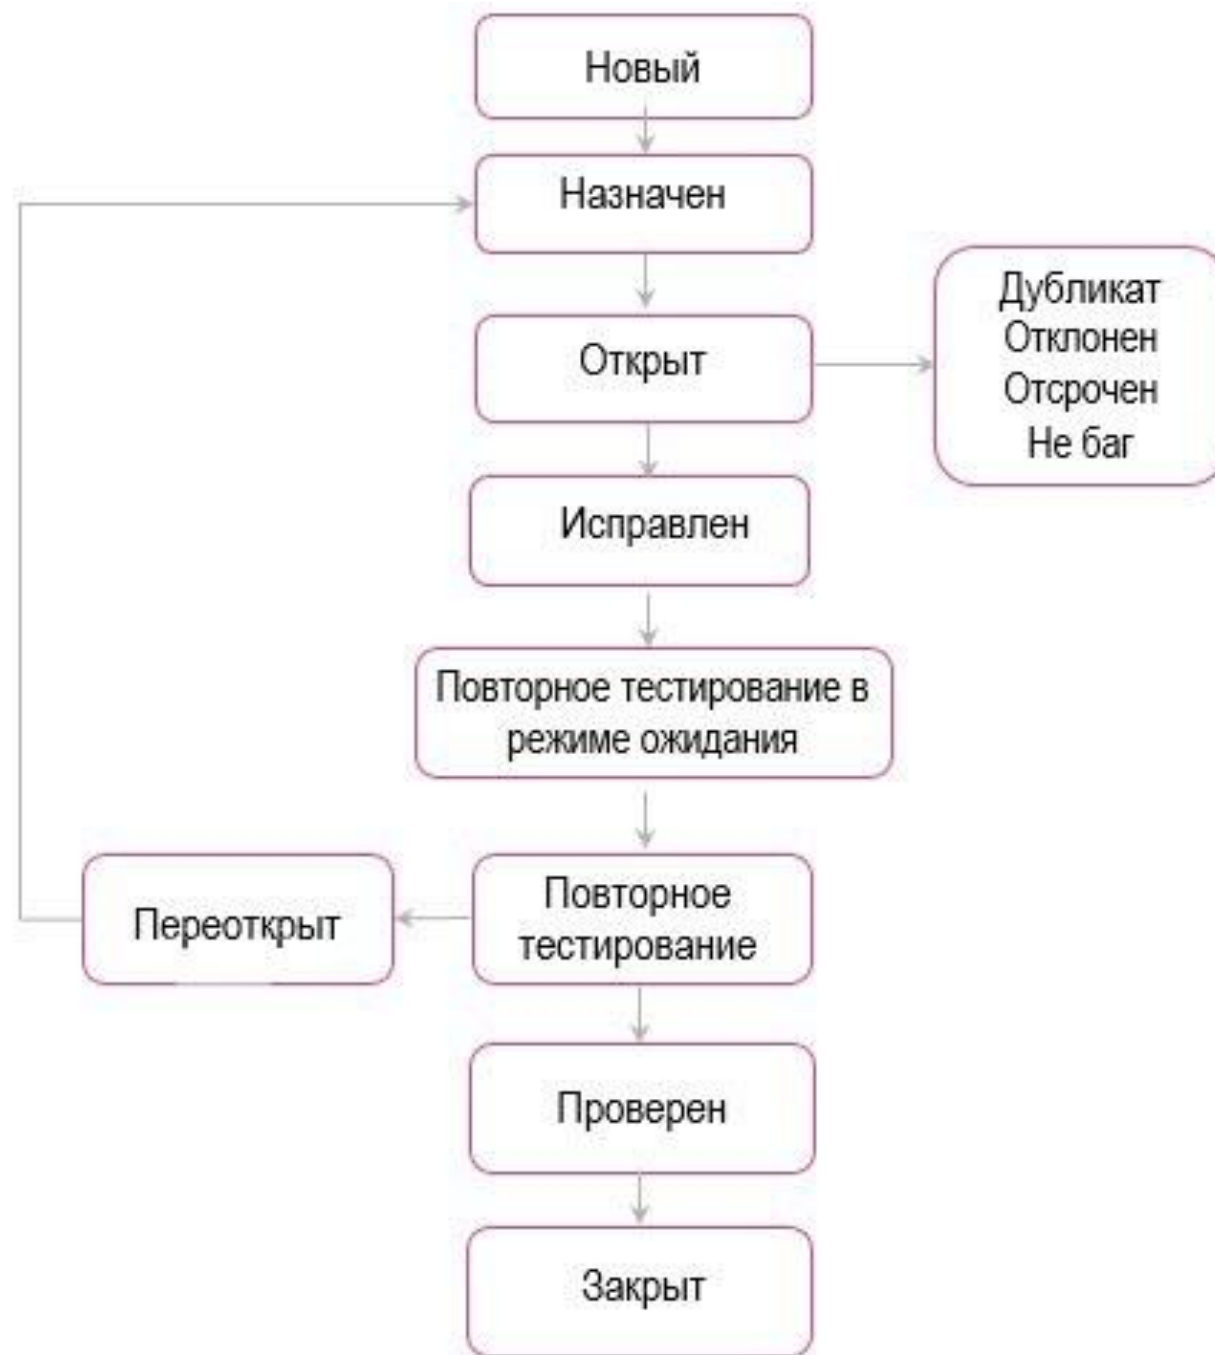 Новый
Назначен
Открыт
Дубликат
Отклонен
Отсрочен
Не баг
Исправлен
Повторное тестирование в
режиме ожидания
Переоткрыт
Повторное
тестирование
Проверен
Закрыт